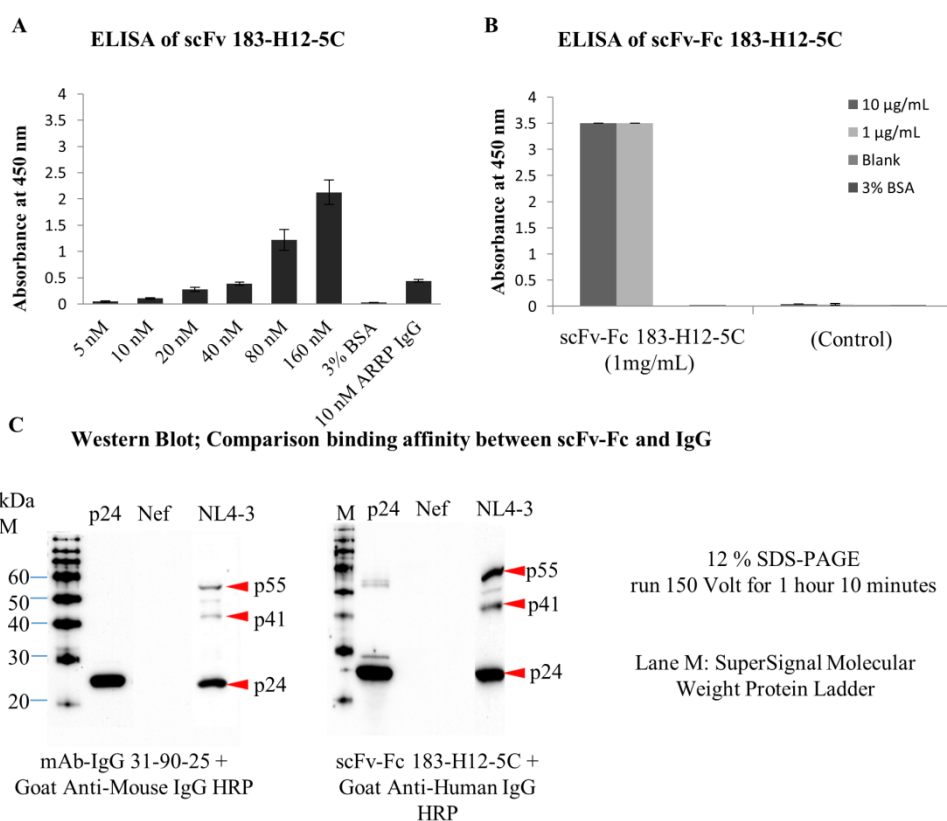 A
ELISA of scFv 183-H12-5C
Absorbance at 450 nm
4
3.5
3
2.5
2
1.5
1
0.5
0
5 nM
10 nM
20 nM
40 nM
80 nM
160 nM
3% BSA
10 nM ARRP IgG
B
ELISA of scFv-Fc 183-H12-5C
Absorbance at 450 nm
4
3.5
3
2.5
2
1.5
1
0.5
0
10 µg/mL
1 µg/mL
Blank
3% BSA
scFv-Fc 183-H12-5C
(1mg/mL)
(Control)
C
Western Blot; Comparison binding affinity between scFv-Fc and IgG
kDa
M
p24 Nef NL4-3
60
50
40
30
20
p55
p41
p24
mAb-IgG 31-90-25 +
Goat Anti-Mouse IgG HRP
M p24 Nef NL4-3
p55
p41
p24
scFv-Fc 183-H12-5C +
Goat Anti-Human IgG
HRP
12 % SDS-PAGE
run 150 Volt for 1 hour 10 minutes
Lane M: SuperSignal Molecular
Weight Protein Ladder